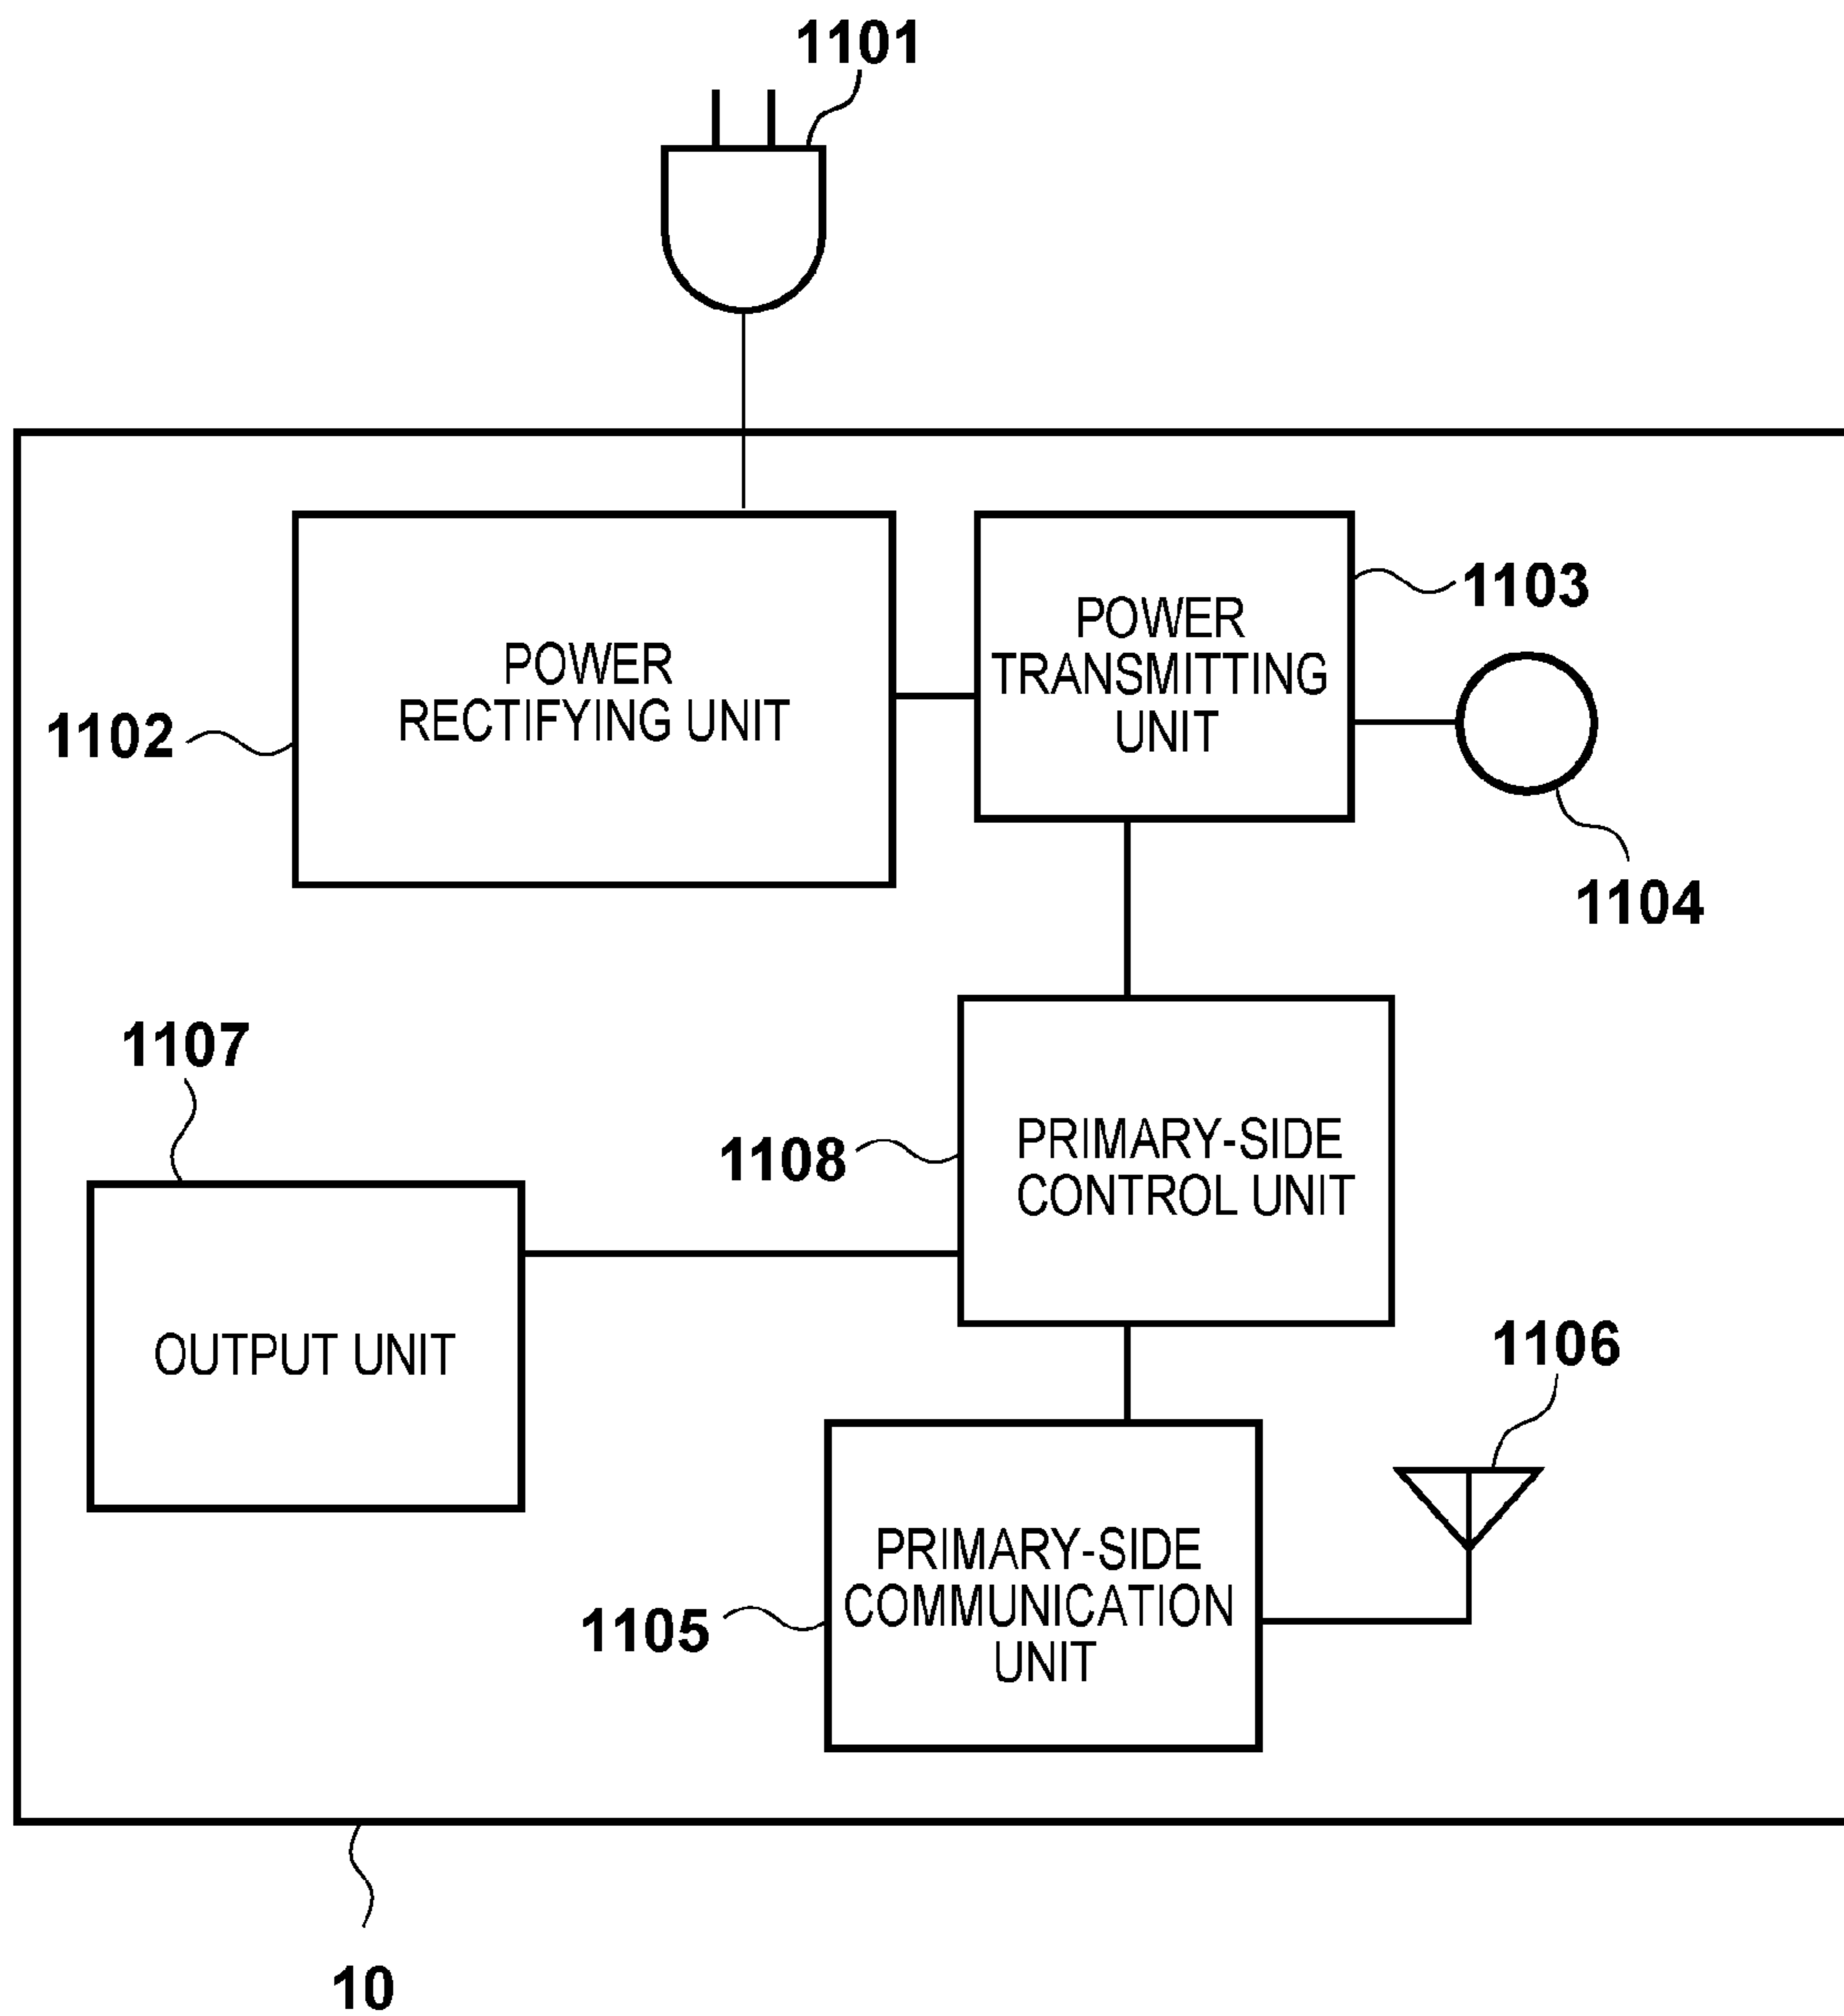 1101
POWER
RECTIFYING UNIT
1102
POWER
TRANSMITTING
UNIT
1103
1104
1107
OUTPUT UNIT
1108
PRIMARY-SIDE
CONTROL UNIT
1106
1105
PRIMARY-SIDE
COMMUNICATION
UNIT
10